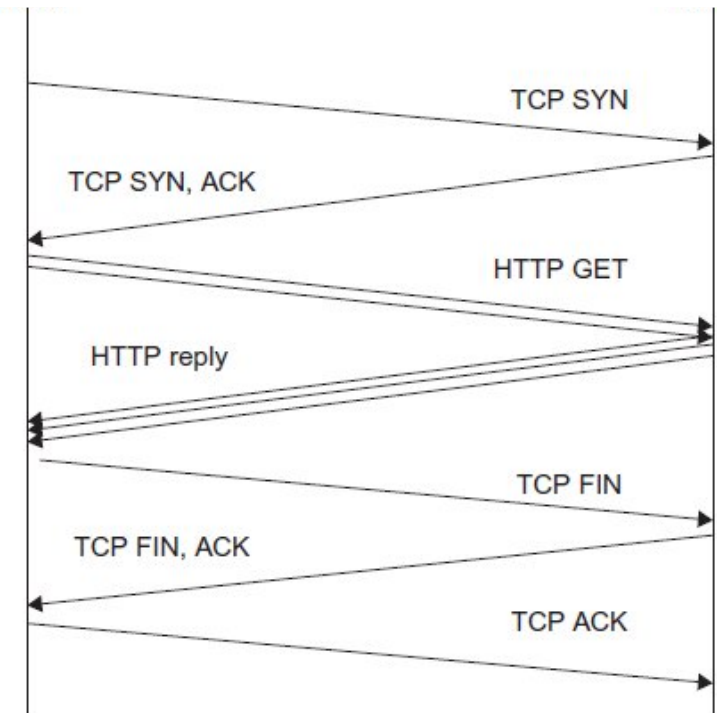 TCP SYN
TCP SYN, ACK
HTTP GET
HTTP reply
TCP FIN
TCP FIN, ACK
TCP ACK